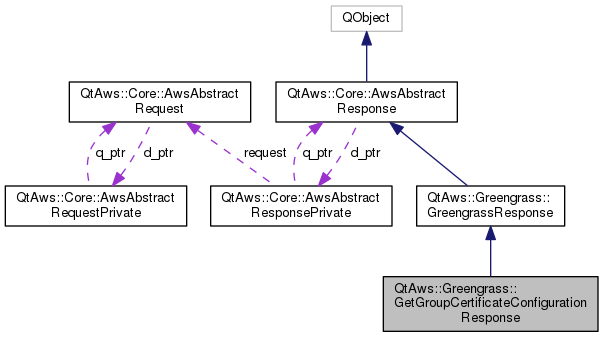 QObject
QtAws::Core::AwsAbstract
Request
QtAws::Core::AwsAbstract
Response
q_ptr
d_ptr
request
q_ptr
d_ptr
QtAws::Core::AwsAbstract
RequestPrivate
QtAws::Core::AwsAbstract
ResponsePrivate
QtAws::Greengrass::
GreengrassResponse
QtAws::Greengrass::
GetGroupCertificateConfiguration
Response